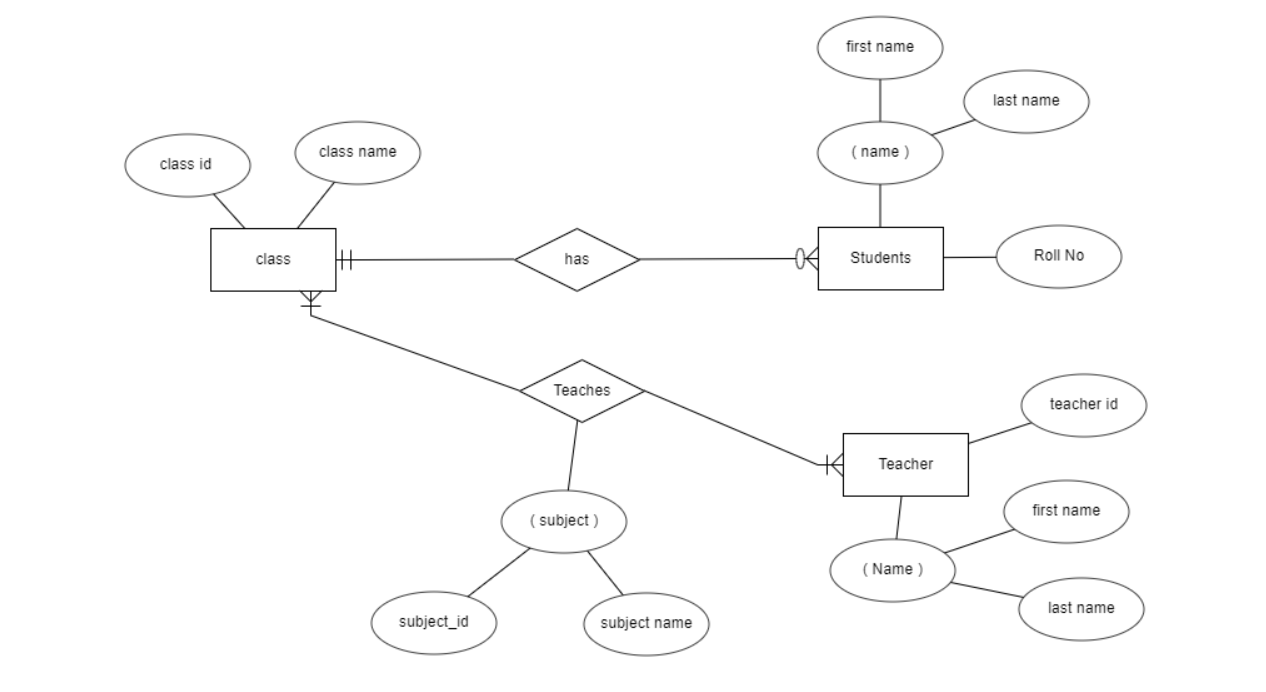 first name
last name
class name
( name )
class id
Roll No
class
has
Students
Teaches
teacher id
Teacher
first name
( subject )
( Name )
last name
subject_id
subject name